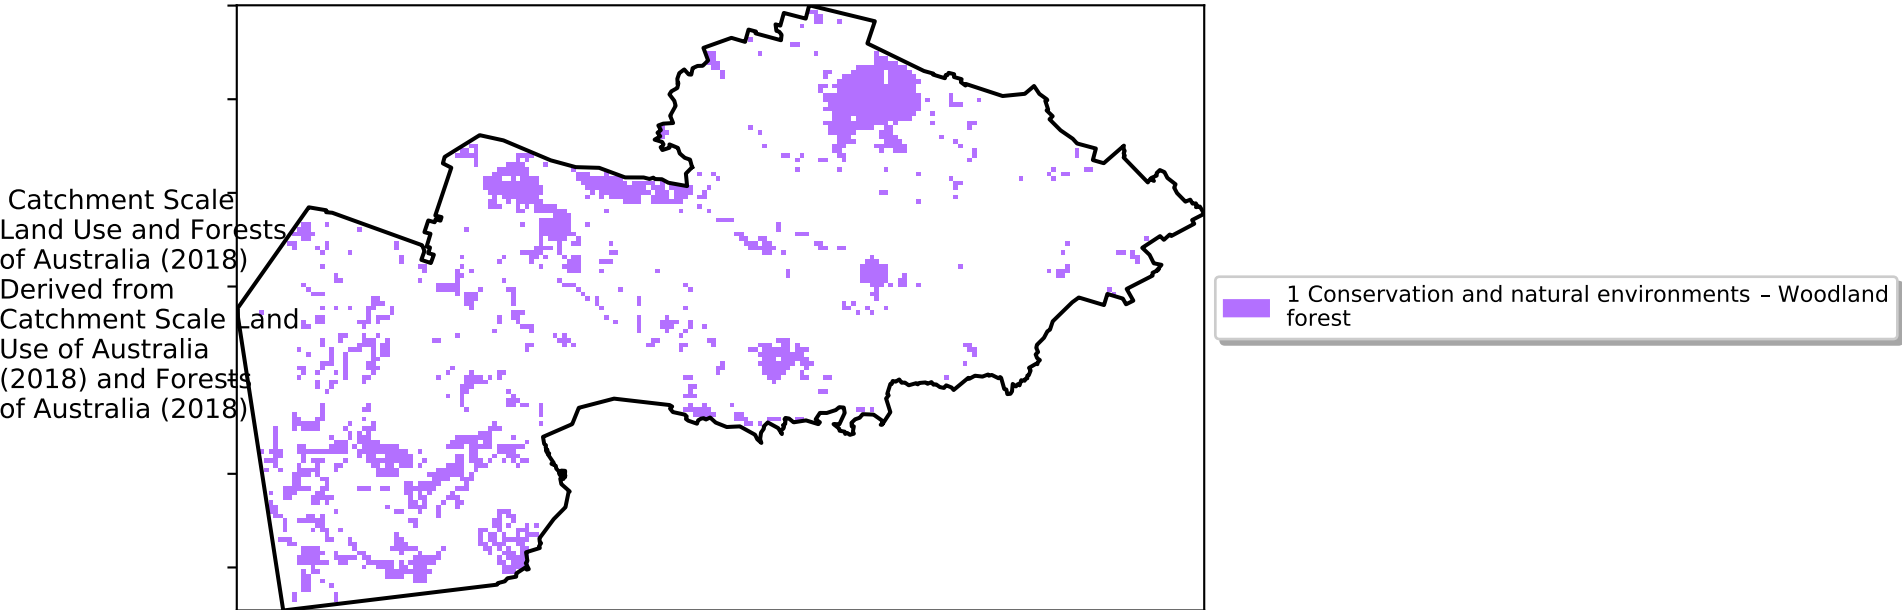 Catchment Scale
Land Use and Forests
of Australia (2018)
Derived from
Catchment Scale Land
Use of Australia
(2018) and Forests
of Australia (2018)
1 Conservation and natural environments – Woodland
forest